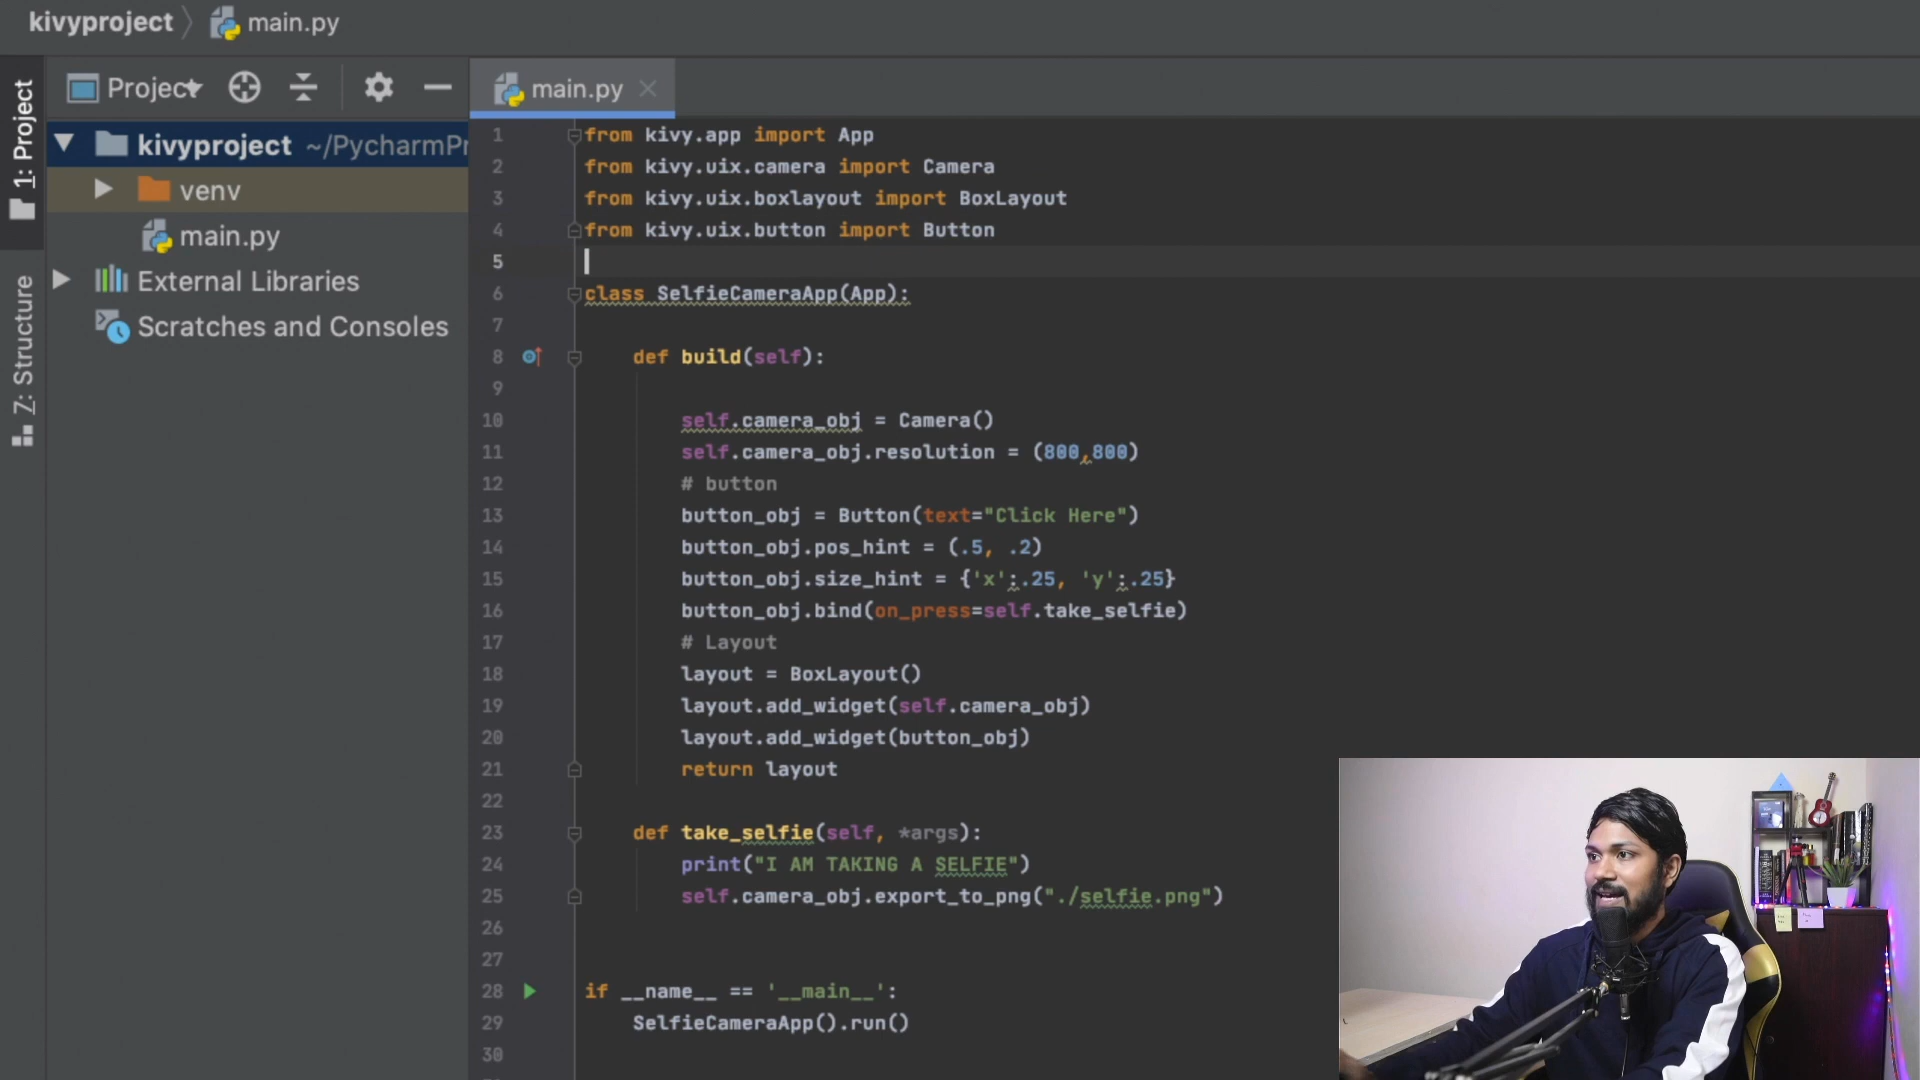 kivyproject main.py
1: Project
Z: Structure
Project
kivyproject ~/PycharmPr
venv
main.py
External Libraries
Scratches and Consoles
main.py
1 from kivy.app import App
2 from kivy.uix.camera import Camera
3 from kivy.uix.boxlayout import BoxLayout
4 from kivy.uix.button import Button
5
6 class SelfieCameraApp(App):
7
8 def build(self):
9
10 self.camera_obj = Camera()
11 self.camera_obj.resolution = (800,800)
12 # button
13 button_obj = Button(text="Click Here")
14 button_obj.pos_hint = (.5, .2)
15 button_obj.size_hint = {'x':.25, 'y':.25}
16 button_obj.bind(on_press=self.take_selfie)
17 # Layout
18 layout = BoxLayout()
19 layout.add_widget(self.camera_obj)
20 layout.add_widget(button_obj)
21 return layout
22
23 def take_selfie(self, *args):
24 print("I AM TAKING A SELFIE")
25 self.camera_obj.export_to_png("./selfie.png")
26
27
28 if __name__ == '__main__':
29 SelfieCameraApp().run()
30